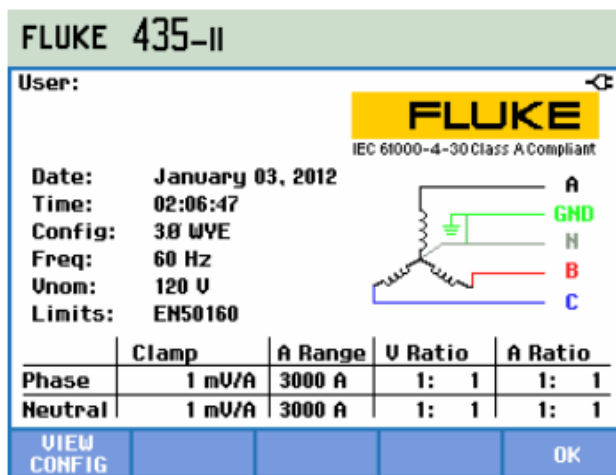 FLUKE 435-II
User:
FLUKE
IEC 61000-4-30 Class A Compliant
Date: January 03, 2012
Time: 02:06:47
Config: 3Ø WYE
Freq: 60 Hz
Vnom: 120 V
Limits: EN50160
A
GND
N
B
C
Clamp A Range V Ratio A Ratio
Phase 1 mV/A 3000 A 1: 1 1: 1
Neutral 1 mV/A 3000 A 1: 1 1: 1
VIEW
CONFIG
OK